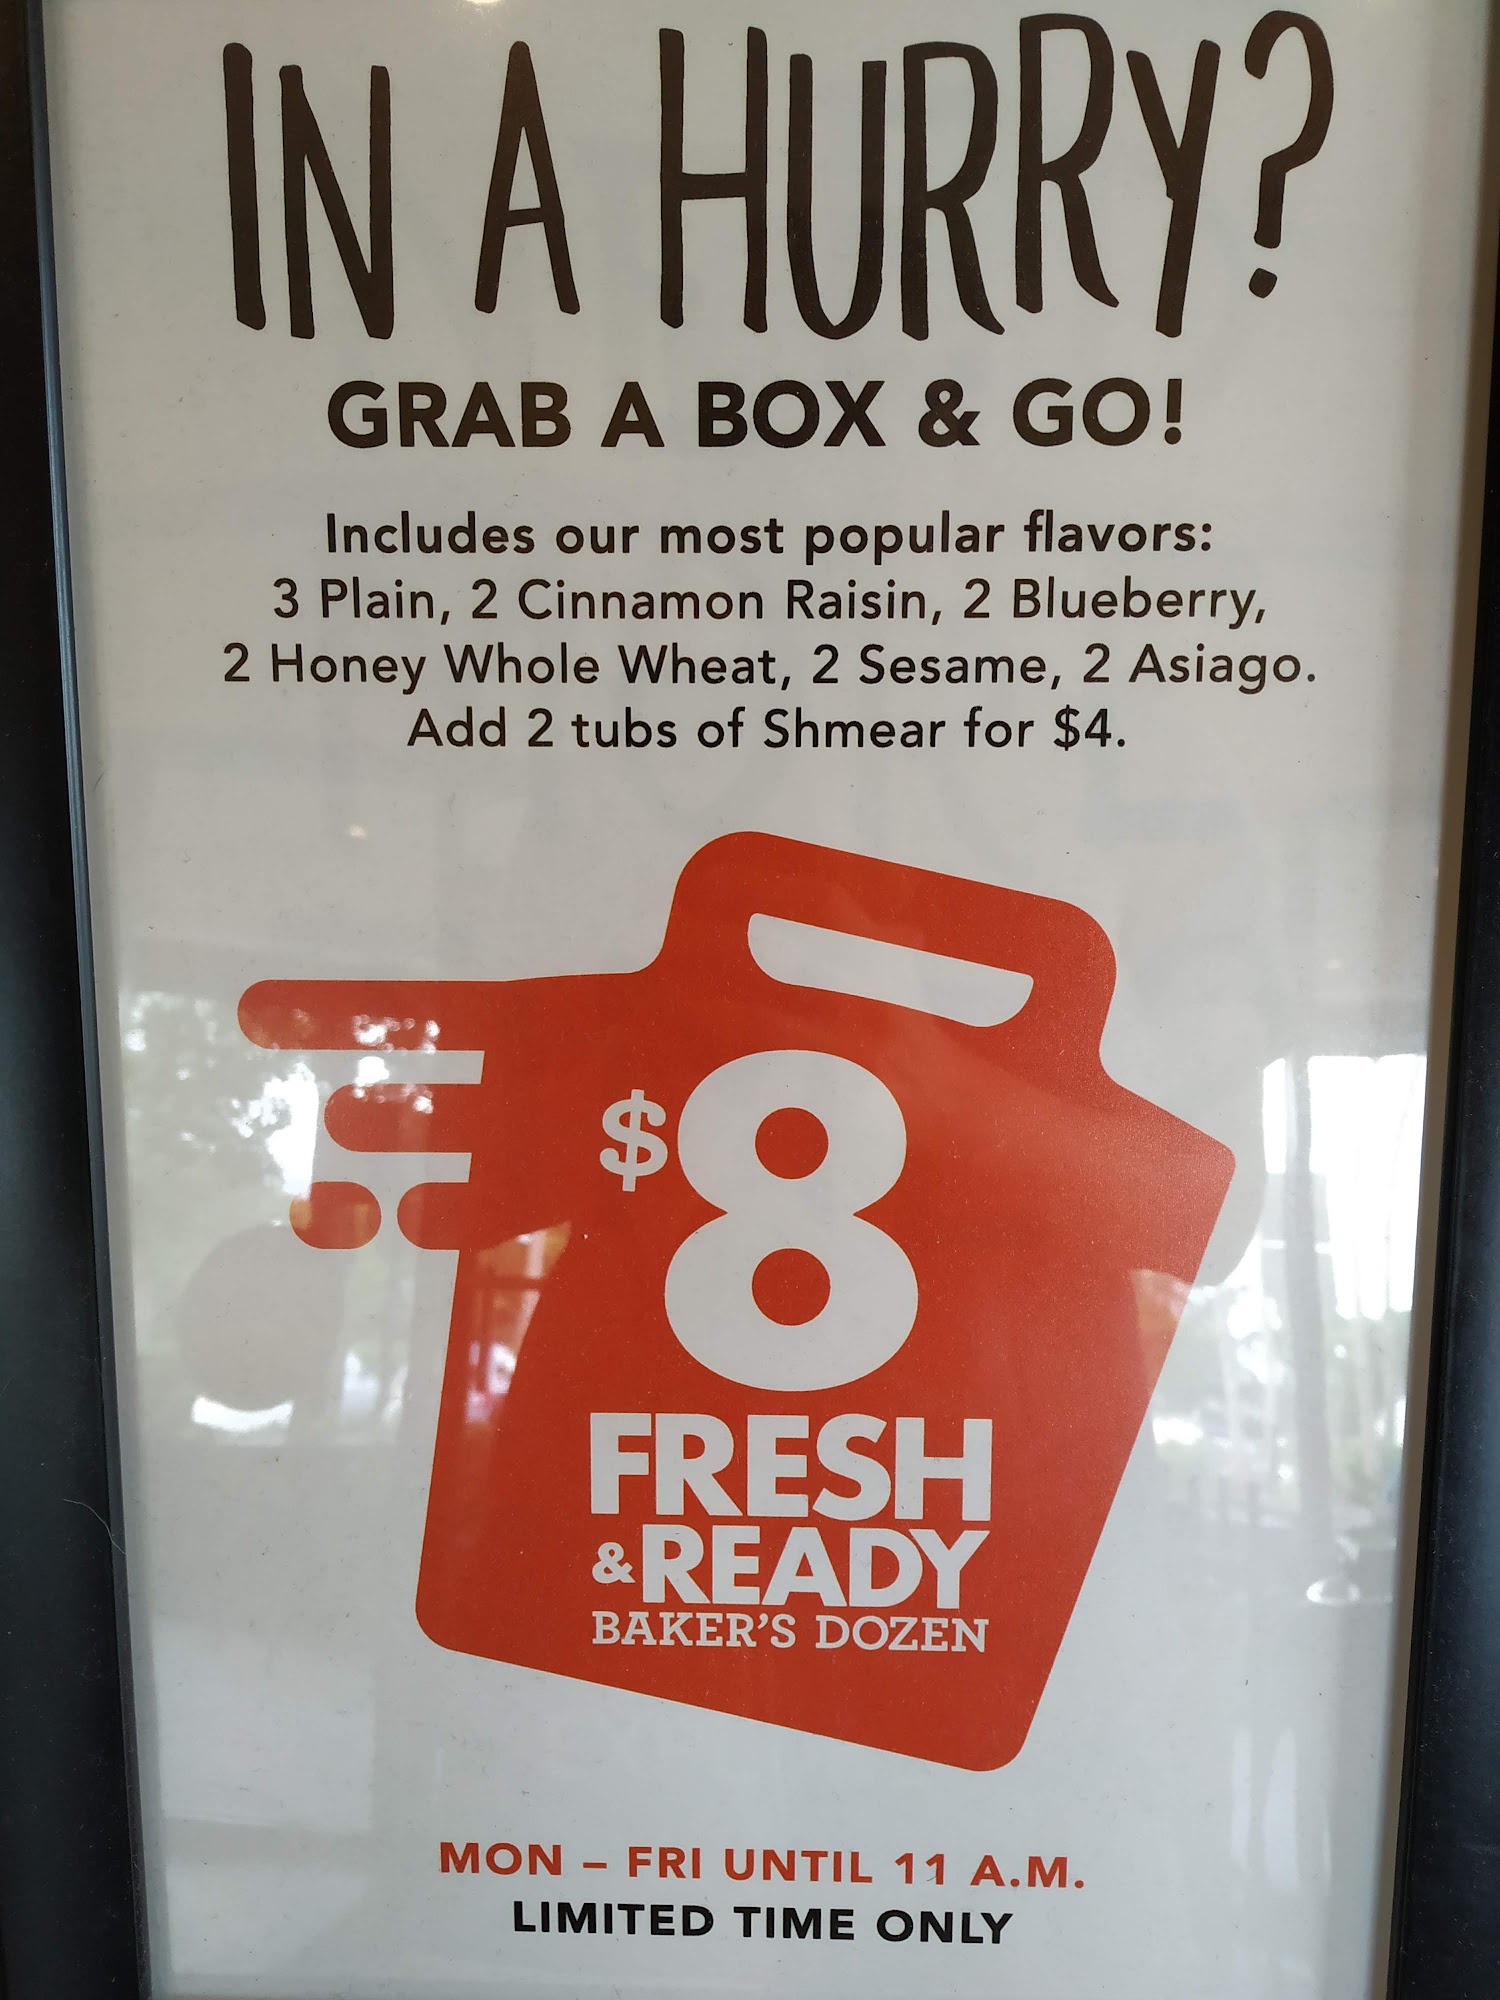 IN A HURRY?
GRAB A BOX & GO!
Includes our most popular flavors:
3 Plain, 2 Cinnamon Raisin, 2 Blueberry,
2 Honey Whole Wheat, 2 Sesame, 2 Asiago.
Add 2 tubs of Shmear for $4.
$8
FRESH
&READY
BAKER'S DOZEN
MON – FRI UNTIL 11 A.M.
LIMITED TIME ONLY